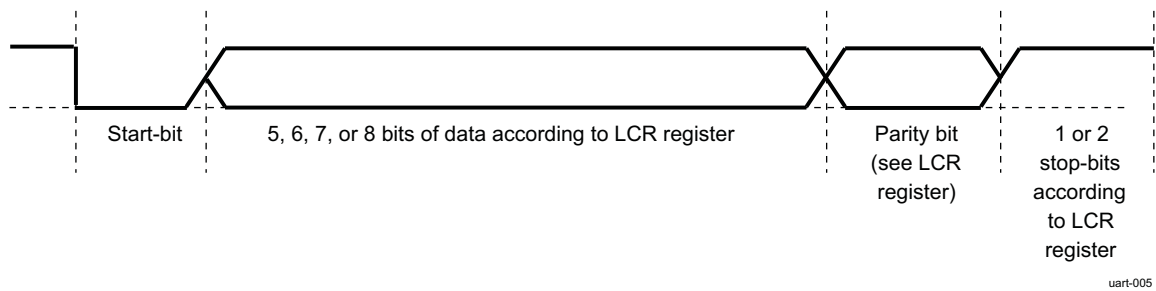 Start-bit
5, 6, 7, or 8 bits of data according to LCR register
Parity bit
(see LCR
register)
1 or 2
stop-bits
according
to LCR
register
uart-005